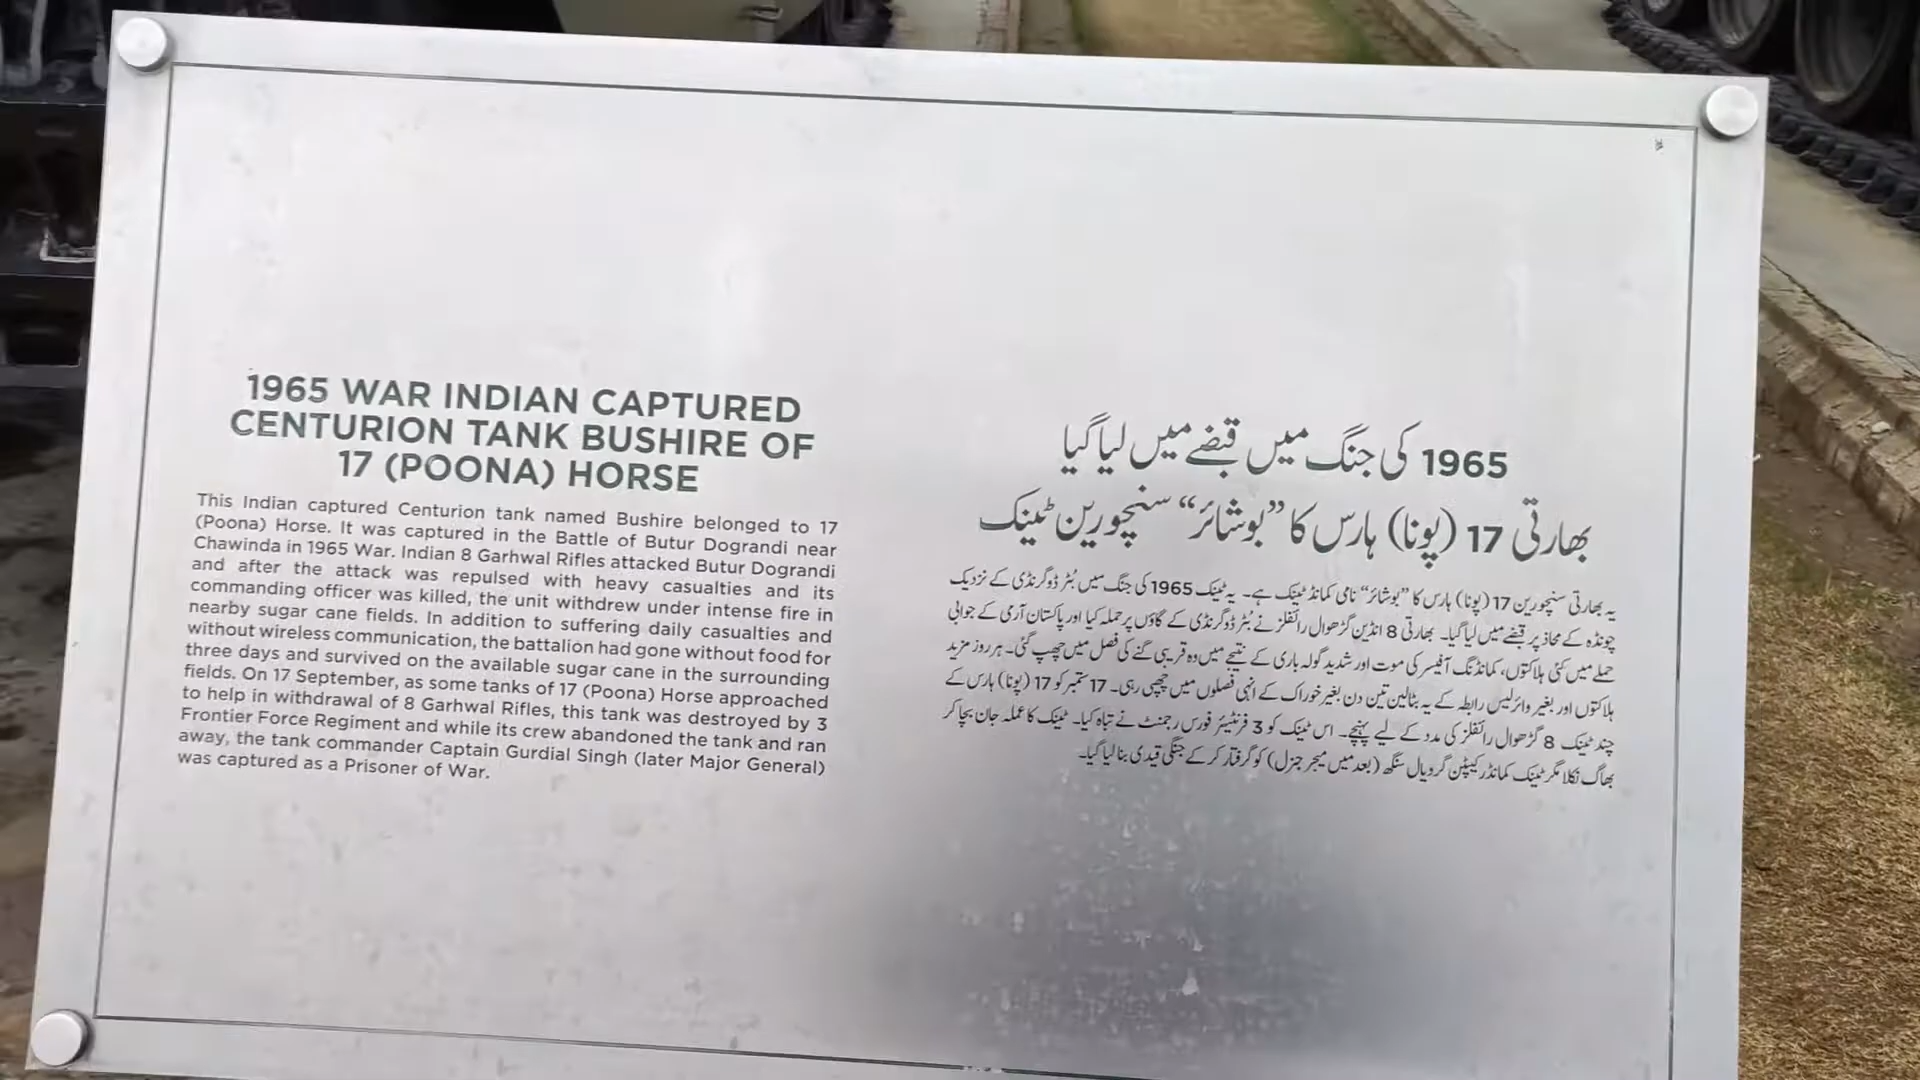 1965 WAR INDIAN CAPTURED
CENTURION TANK BUSHIRE OF
17 (POONA) HORSE
This Indian captured Centurion tank named Bushire belonged to 17
(Poona) Horse. It was captured in the Battle of Butur Dograndi near
Chawinda in 1965 War. Indian 8 Garhwal Rifles attacked Butur Dograndi
and after the attack was repulsed with heavy casualties and its
commanding officer was killed, the unit withdrew under intense fire in
nearby sugar cane fields. In addition to suffering daily casualties and
without wireless communication, the battalion had gone without food for
three days and survived on the available sugar cane in the surrounding
fields. On 17 September, as some tanks of 17 (Poona) Horse approached
to help in withdrawal of 8 Garhwal Rifles, this tank was destroyed by 3
Frontier Force Regiment and while its crew abandoned the tank and ran
away, the tank commander Captain Gurdial Singh (later Major General)
was captured as a Prisoner of War.
1965 کی جنگ میں قبضے میں لیا گیا
بھارتی 17 (پونا) ہارس کا ”بوشائر“ سنچورین ٹینک
یہ بھارتی سنچورین 17 (پونا) ہارس کا ”بوشائر“ نامی کمانڈ ٹینک ہے۔ یہ ٹینک 1965 کی جنگ میں بُٹر ڈوگرنڈی کے نزدیک
چونڈہ کے محاذ پر قبضے میں لیا گیا۔ بھارتی 8 انڈین گڑھوال رائفلز نے بُٹر ڈوگرنڈی کے گاؤں پر حملہ کیا اور پاکستان آرمی کے جوابی
حملے میں کئی ہلاکتوں، کمانڈنگ آفیسر کی موت اور شدید گولہ باری کے نتیجے میں وہ قریبی گنے کی فصل میں چھپ گئی۔ ہر روز مزید
ہلاکتوں اور بغیر وائرلیس رابطہ کے یہ بٹالین تین دن بغیر خوراک کے انہی فصلوں میں چھپی رہی۔ 17 ستمبر کو 17 (پونا) ہارس کے
چند ٹینک 8 گڑھوال رائفلز کی مدد کے لیے پہنچے۔ اس ٹینک کو 3 فرنٹیئر فورس رجمنٹ نے تباہ کیا۔ ٹینک کا عملہ جان بچا کر
بھاگ نکلا مگر ٹینک کمانڈر کیپٹن گردیال سنگھ (بعد میں میجر جنرل) کو گرفتار کر کے جنگی قیدی بنا لیا گیا۔